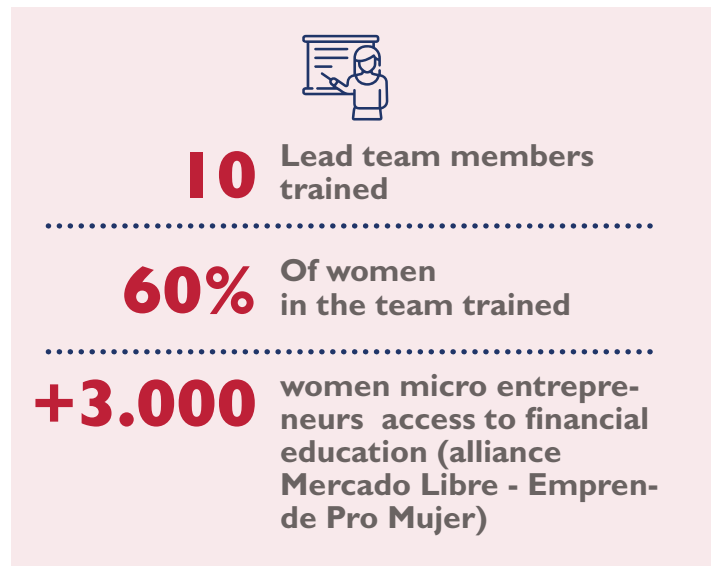 10 Lead team members
trained
60% Of women
in the team trained
+3.000 women micro entrepre-
neurs access to financial
education (alliance
Mercado Libre - Empren-
de Pro Mujer)